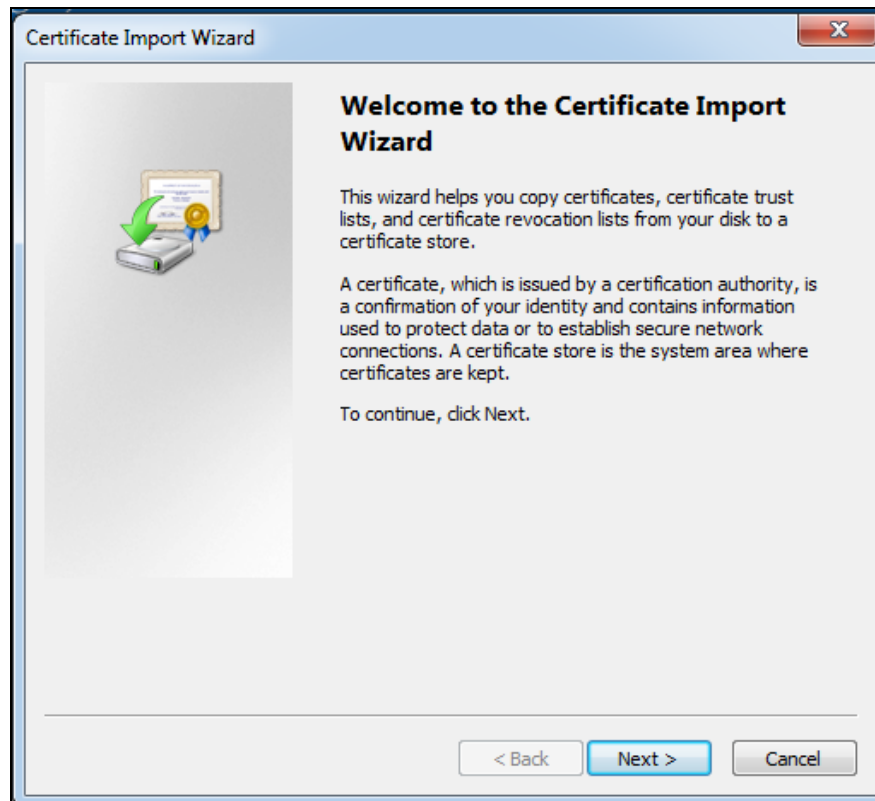 Certificate Import Wizard
Welcome to the Certificate Import
Wizard
This wizard helps you copy certificates, certificate trust
lists, and certificate revocation lists from your disk to a
certificate store.
A certificate, which is issued by a certification authority, is
a confirmation of your identity and contains information
used to protect data or to establish secure network
connections. A certificate store is the system area where
certificates are kept.
To continue, click Next.
< Back
Next >
Cancel